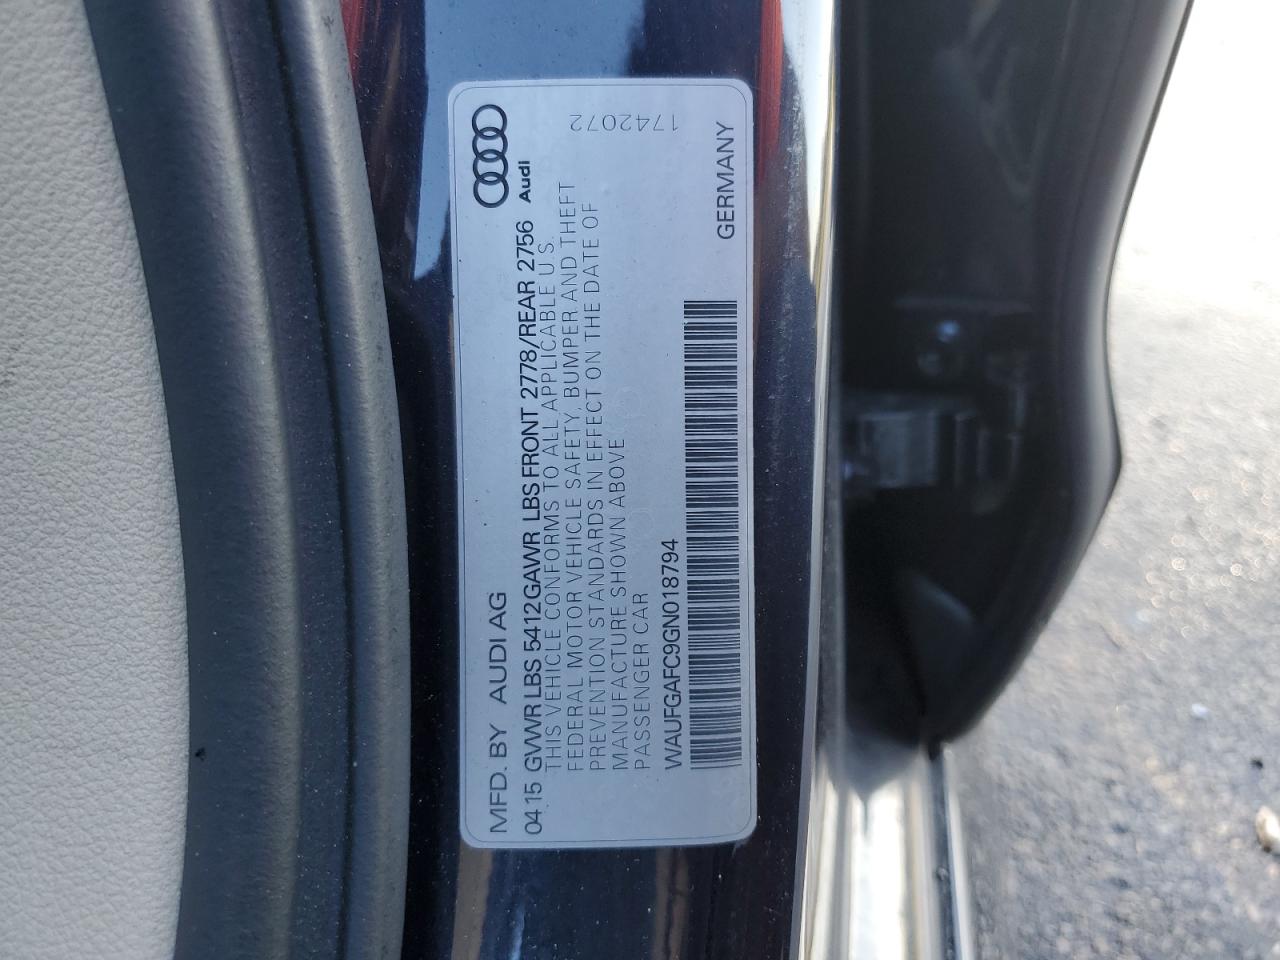 MFD. BY AUDI AG
Audi
04 15 GVWR LBS 5412 GAWR LBS FRONT 2778/REAR 2756
THIS VEHICLE CONFORMS TO ALL APPLICABLE U.S.
FEDERAL MOTOR VEHICLE SAFETY, BUMPER AND THEFT
PREVENTION STANDARDS IN EFFECT ON THE DATE OF
MANUFACTURE SHOWN ABOVE
PASSENGER CAR
WAUFGAFC9GN018794
GERMANY
1742072